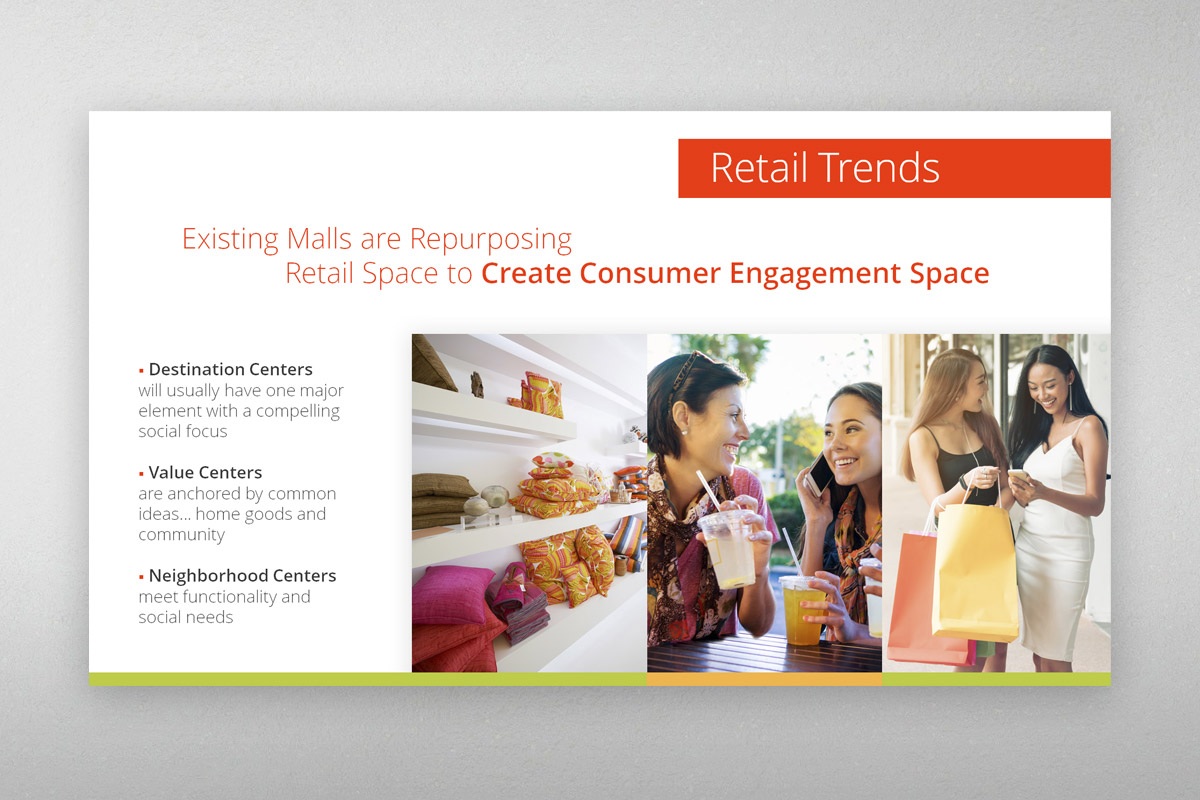 Retail Trends
Existing Malls are Repurposing
Retail Space to Create Consumer Engagement Space
▪ Destination Centers
will usually have one major
element with a compelling
social focus
▪ Value Centers
are anchored by common
ideas... home goods and
community
▪ Neighborhood Centers
meet functionality and
social needs